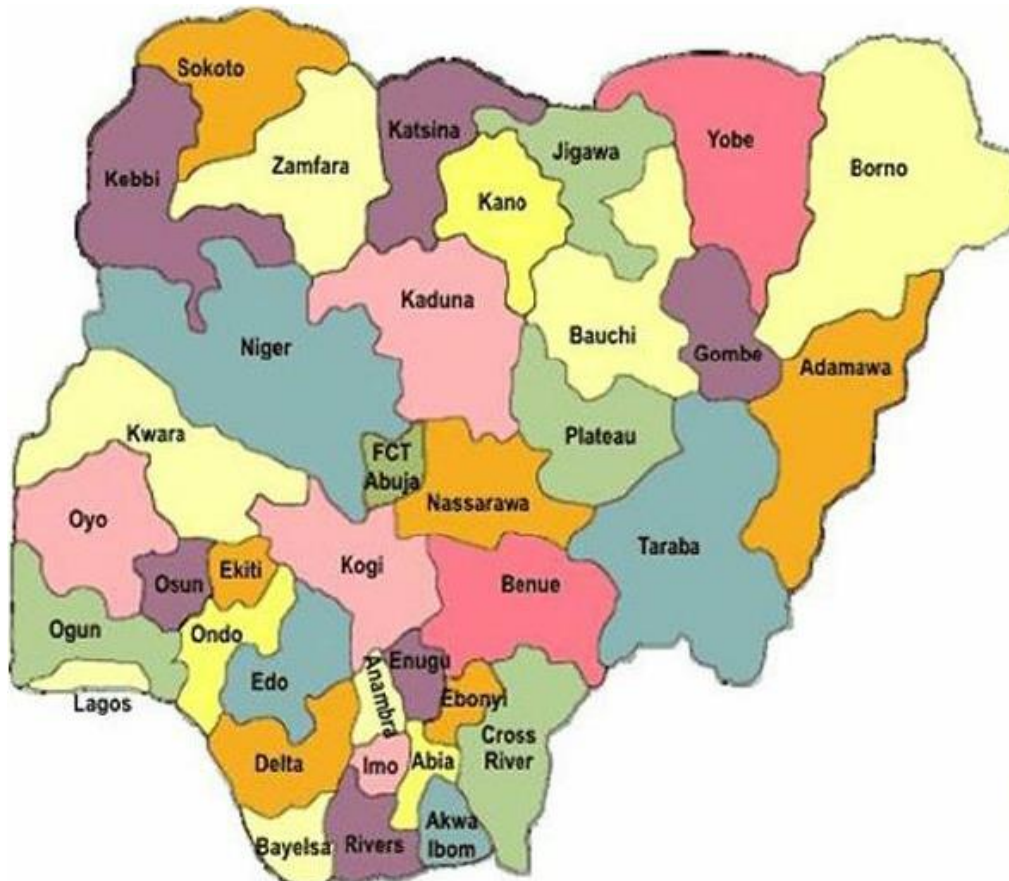 Sokoto
Kebbi
Zamfara
Katsina
Kano
Jigawa
Yobe
Borno
Kaduna
Niger
Bauchi
Gombe
Adamawa
Kwara
FCT
Abuja
Plateau
Nassarawa
Oyo
Taraba
Osun
Ekiti
Kogi
Benue
Ogun
Ondo
Edo
Anambra
Enugu
Ebonyi
Lagos
Cross
River
Delta
Imo
Abia
Bayelsa
Rivers
Akwa
Ibom